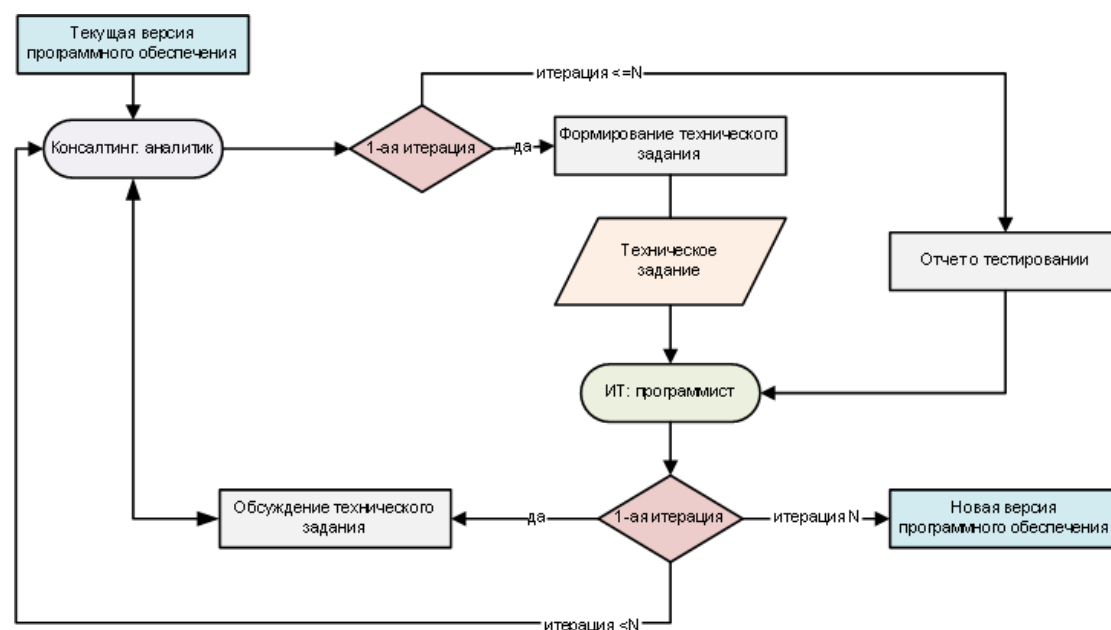 Текущая версия
программного обеспечения
итерация <=N
Консалтинг: аналитик
1-ая итерация
да
Формирование технического
задания
Техническое
задание
Отчет о тестировании
ИТ: программист
Обсуждение технического
задания
да
1-ая итерация
итерация N
Новая версия
программного обеспечения
итерация <N